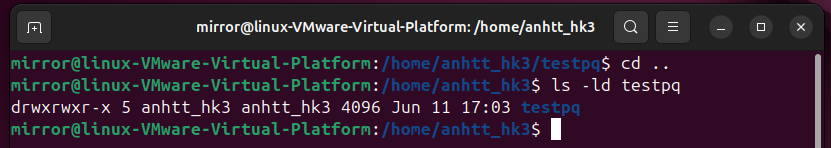 mirror@linux-VMware-Virtual-Platform: /home/anhtt_hk3
mirror@linux-VMware-Virtual-Platform:/home/anhtt_hk3/testpq$ cd ..
mirror@linux-VMware-Virtual-Platform:/home/anhtt_hk3$ ls -ld testpq
drwxrwxr-x 5 anhtt_hk3 anhtt_hk3 4096 Jun 11 17:03 testpq
mirror@linux-VMware-Virtual-Platform:/home/anhtt_hk3$